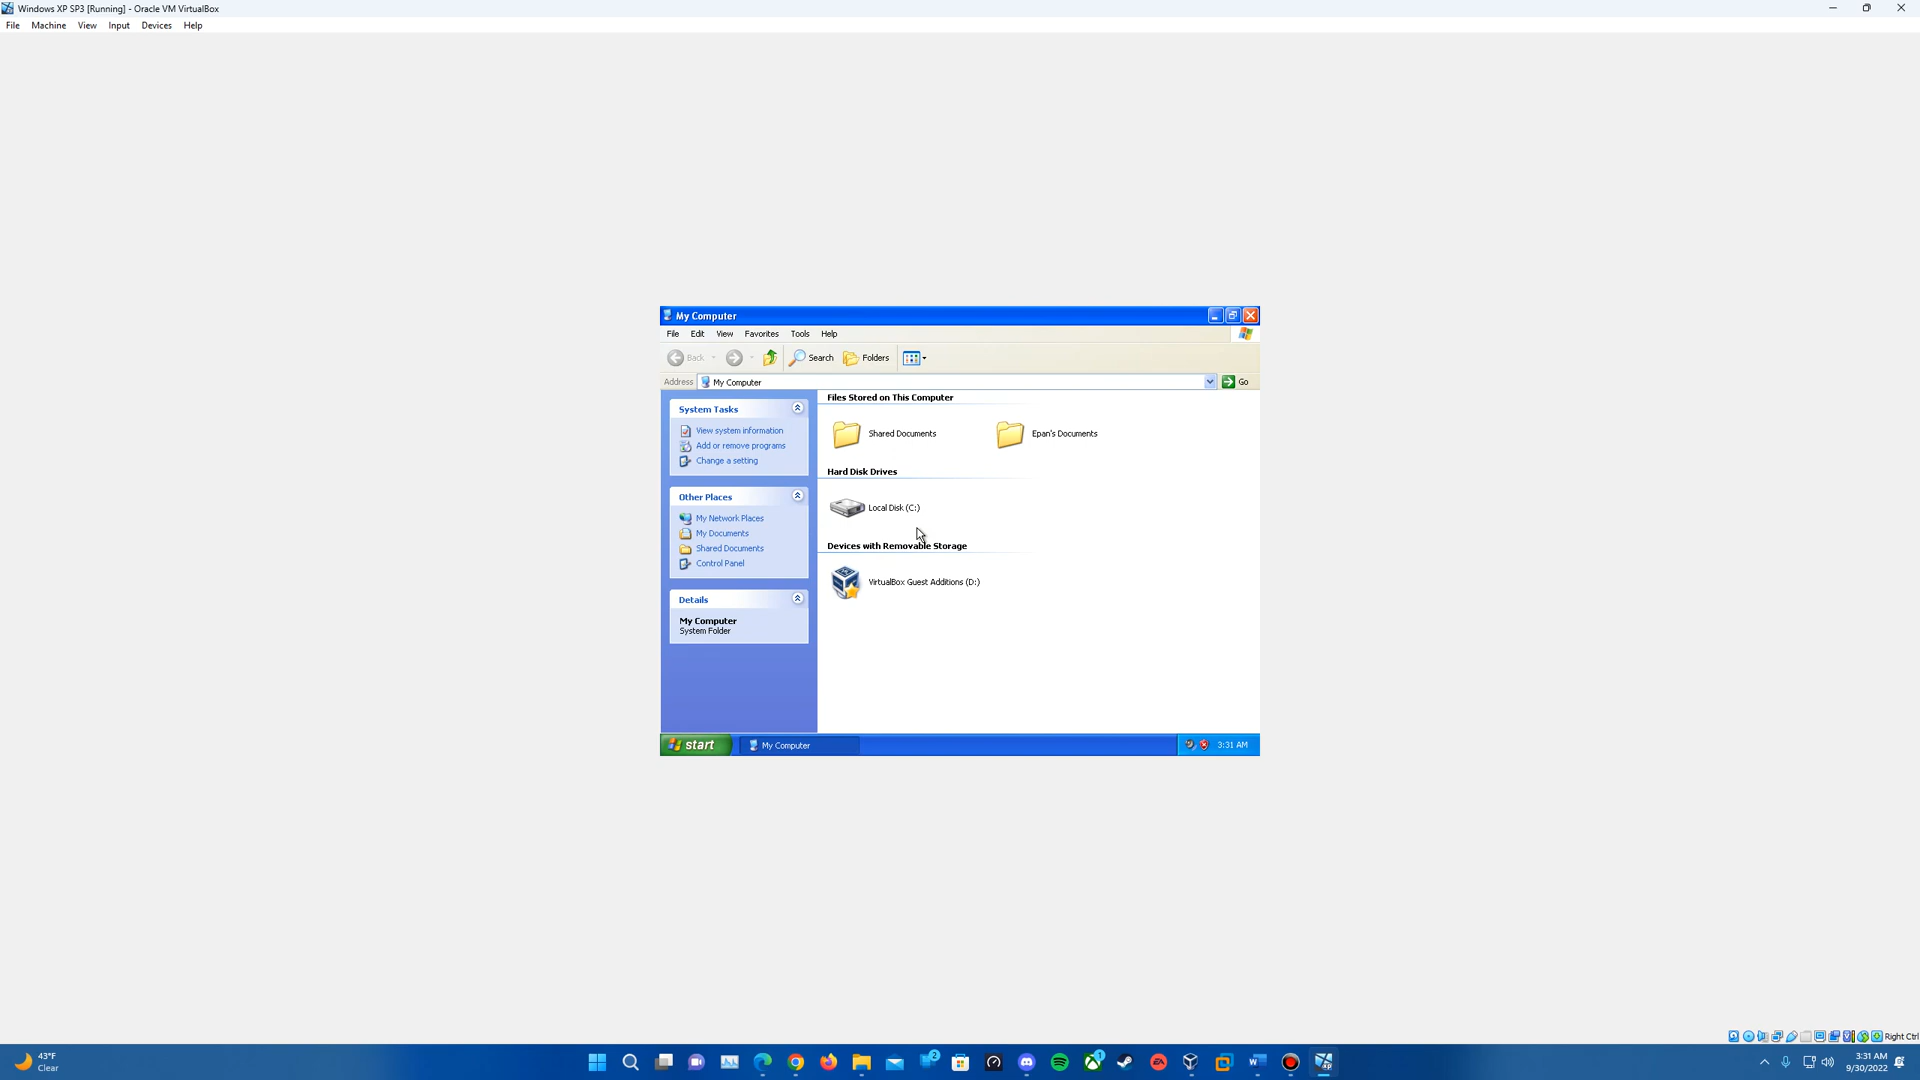 Windows XP SP3 [Running] - Oracle VM VirtualBox
File Machine View Input Devices Help
My Computer
File Edit View Favorites Tools Help
Back Search Folders
Address My Computer Go
System Tasks
View system information
Add or remove programs
Change a setting
Other Places
My Network Places
My Documents
Shared Documents
Control Panel
Details
My Computer
System Folder
Files Stored on This Computer
Shared Documents Epan's Documents
Hard Disk Drives
Local Disk (C:)
Devices with Removable Storage
VirtualBox Guest Additions (D:)
start My Computer 3:31 AM
Right Ctrl
43°F
Clear
2
1
XP
3:31 AM
9/30/2022